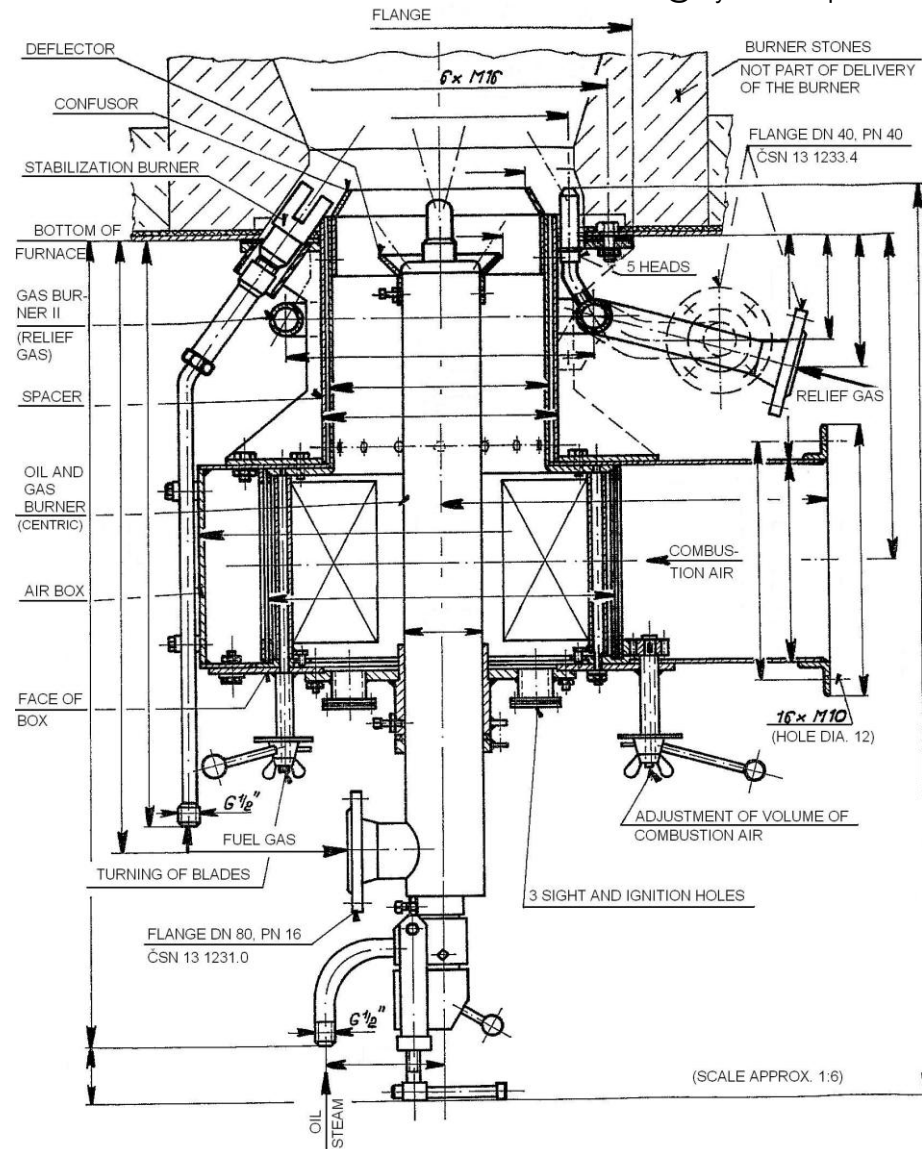 FLANGE
DEFLECTOR
CONFUSOR
STABILIZATION BURNER
BOTTOM OF
FURNACE
GAS BUR-
NER II
(RELIEF
GAS)
SPACER
OIL AND
GAS
BURNER
(CENTRIC)
AIR BOX
FACE OF
BOX
6× M16
BURNER STONES
NOT PART OF DELIVERY
OF THE BURNER
FLANGE DN 40, PN 40
ČSN 13 1233.4
5 HEADS
RELIEF GAS
COMBUS-
TION AIR
16× M10
(HOLE DIA. 12)
ADJUSTMENT OF VOLUME OF
COMBUSTION AIR
3 SIGHT AND IGNITION HOLES
G 1/2"
FUEL GAS
TURNING OF BLADES
FLANGE DN 80, PN 16
ČSN 13 1231.0
G 1/2"
OIL
STEAM
(SCALE APPROX. 1:6)